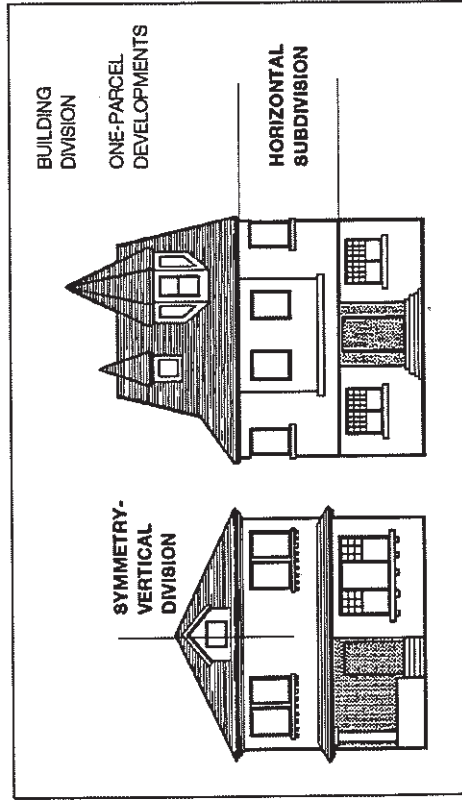 BUILDING
DIVISION
ONE-PARCEL
DEVELOPMENTS
SYMMETRY-
VERTICAL
DIVISION
HORIZONTAL
SUBDIVISION